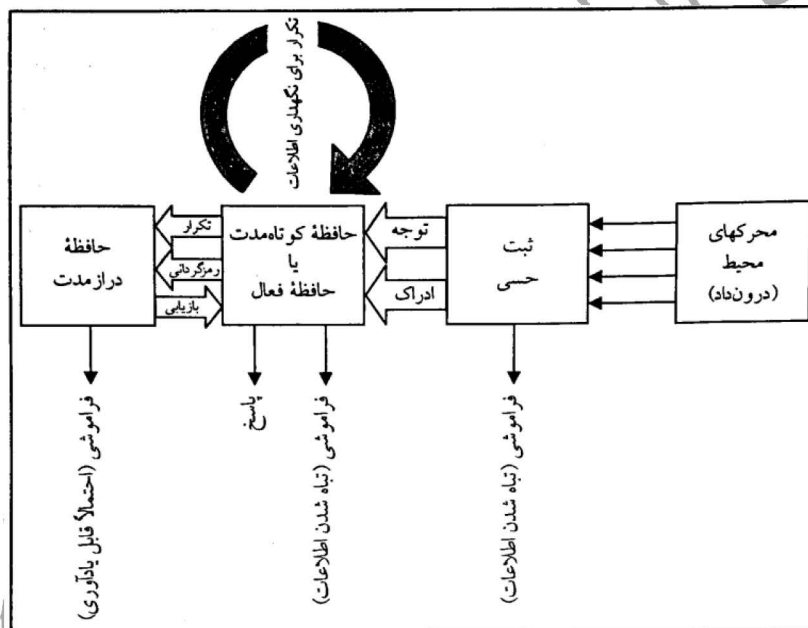 تکرار برای نگهداری اطلاعات
محرکهای
محیط
(درون‌داد)
ثبت
حسی
توجه
ادراک
حافظهٔ کوتاه‌مدت
یا
حافظهٔ فعال
تکرار
رمزگردانی
بازیابی
حافظهٔ
درازمدت
فراموشی (تباه شدن اطلاعات)
فراموشی (تباه شدن اطلاعات)
پاسخ
فراموشی (احتمالاً قابل یادآوری)